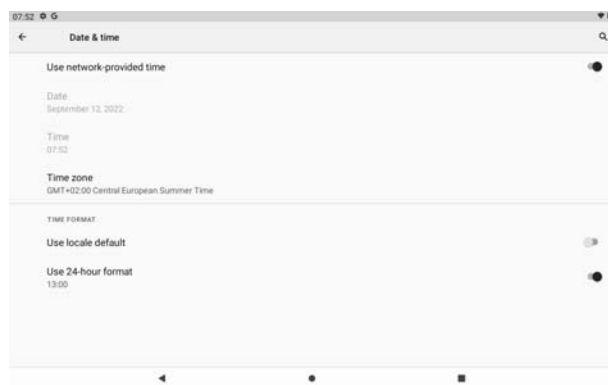 07:52 G
Date & time
Use network-provided time
Date
September 12, 2022
Time
07:52
Time zone
GMT+02:00 Central European Summer Time
TIME FORMAT
Use locale default
Use 24-hour format
13:00